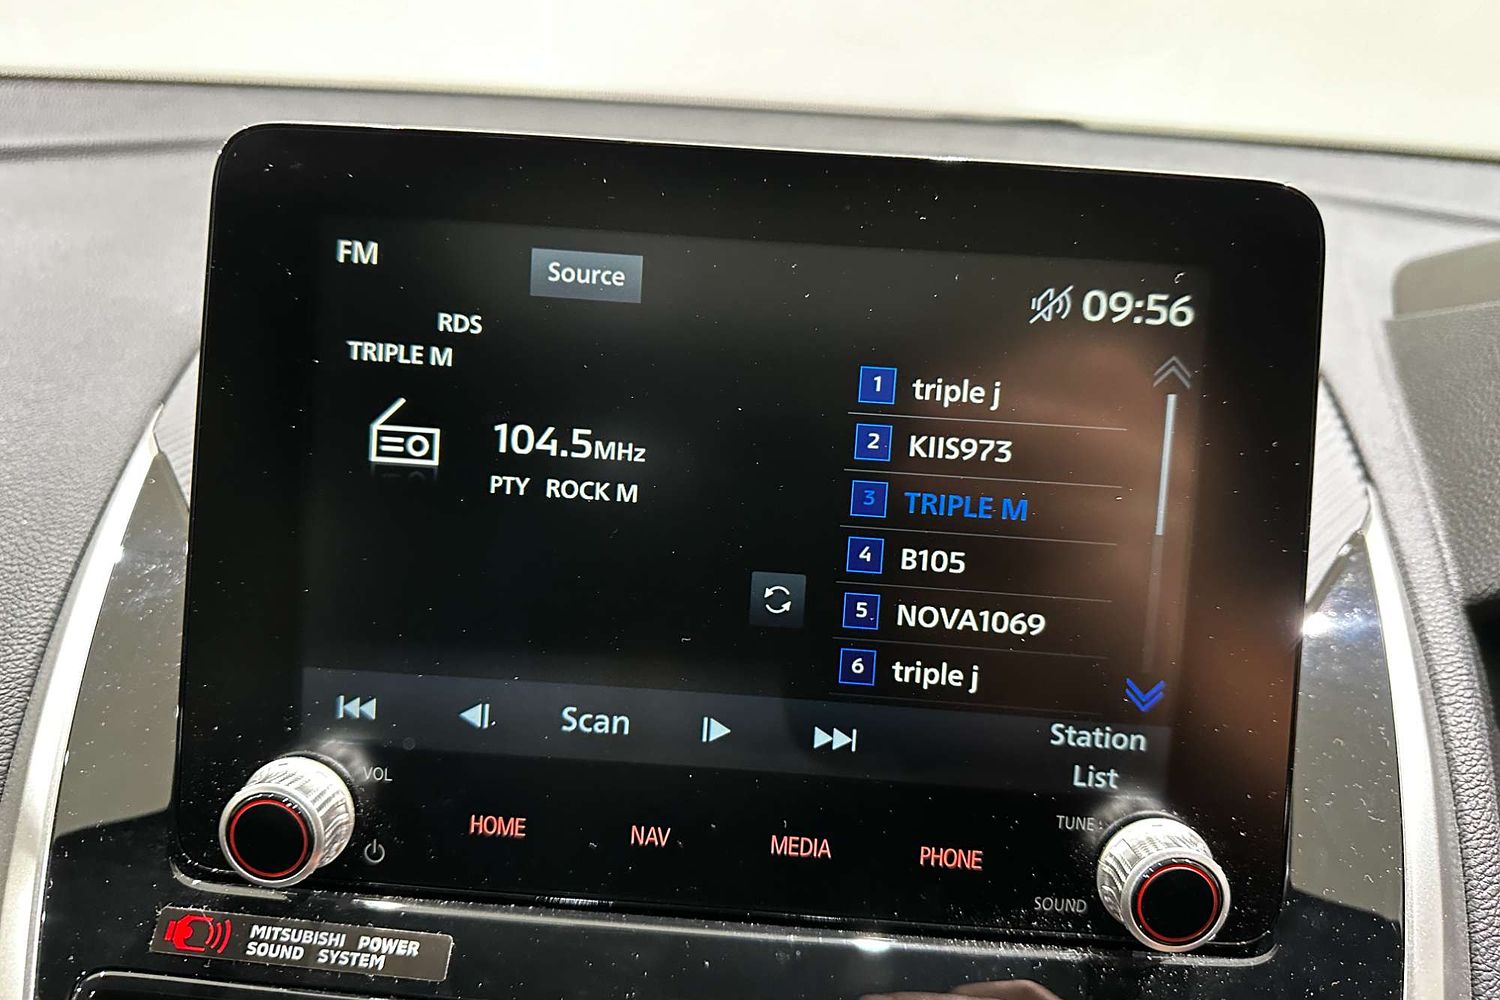 FM
Source
09:56
RDS
TRIPLE M
104.5MHz
PTY ROCK M
1 triple j
2 KIIS973
3 TRIPLE M
4 B105
5 NOVA1069
6 triple j
Scan
Station
List
VOL
HOME
NAV
MEDIA
PHONE
TUNE
SOUND
MITSUBISHI POWER
SOUND SYSTEM